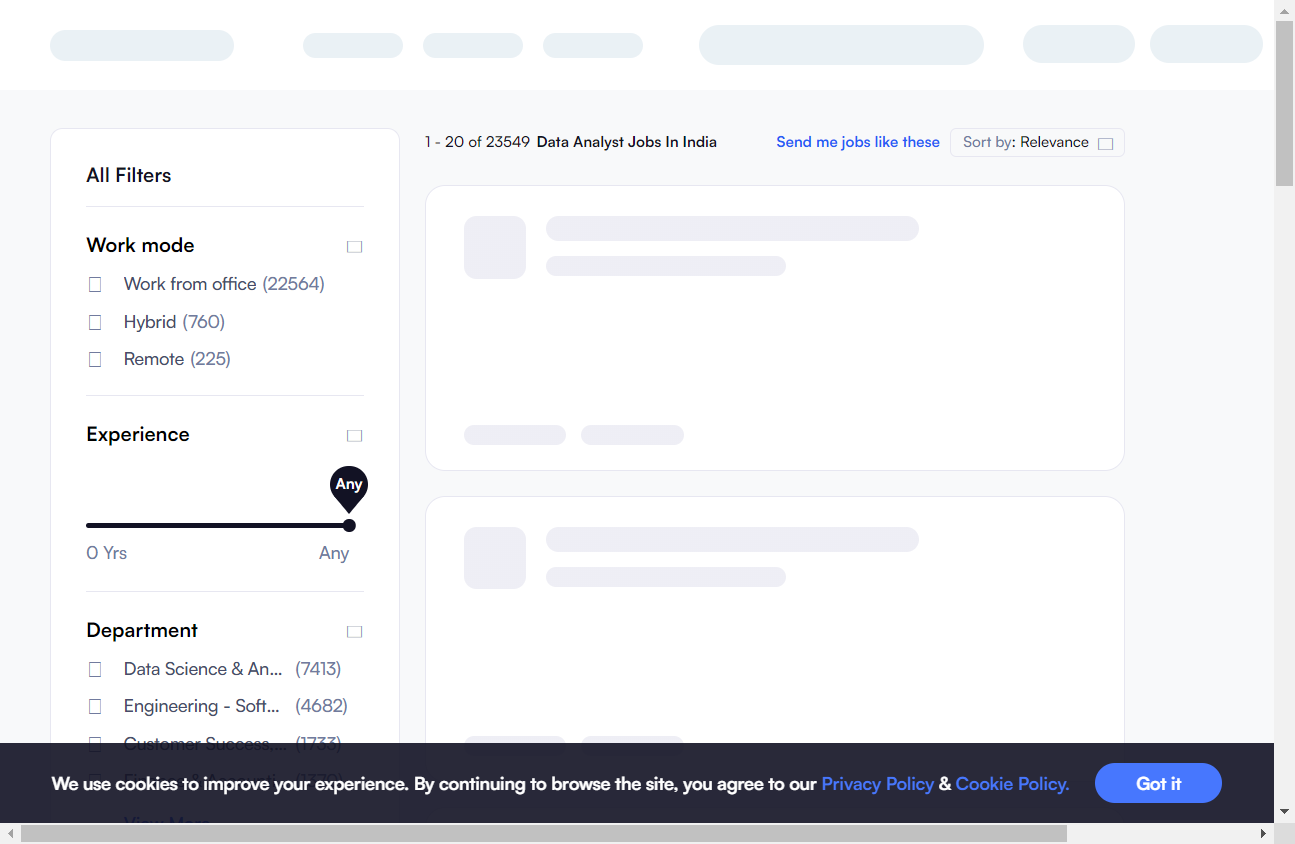 1 - 20 of 23549 Data Analyst Jobs In India
Send me jobs like these
Sort by: Relevance
All Filters
Work mode
Work from office (22564)
Hybrid (760)
Remote (225)
Experience
Any
0 Yrs
Any
Department
Data Science & An... (7413)
Engineering - Soft... (4682)
Customer Success,... (1733)
We use cookies to improve your experience. By continuing to browse the site, you agree to our Privacy Policy & Cookie Policy.
Got it
View More